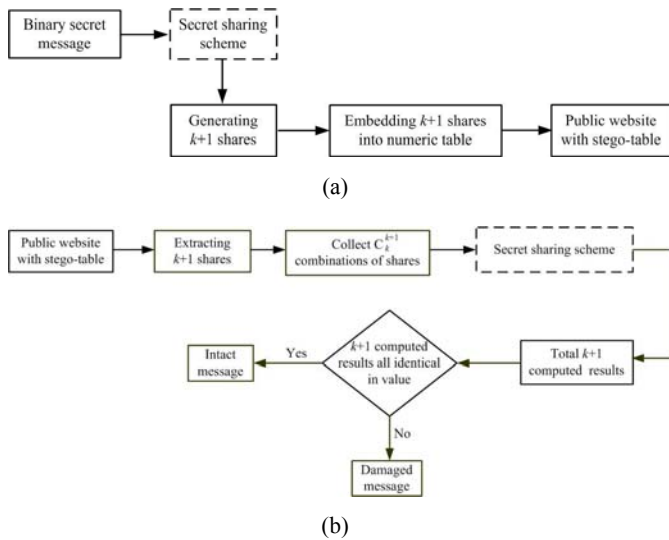 Binary secret
message
Secret sharing
scheme
Generating
k+1 shares
Embedding k+1 shares
into numeric table
Public website
with stego-table
(a)
Public website
with stego-table
Extracting
k+1 shares
Collect C_k^{k+1}
combinations of shares
Secret sharing scheme
k+1 computed
results all identical
in value
Yes
Intact
message
Total k+1
computed results
No
Damaged
message
(b)